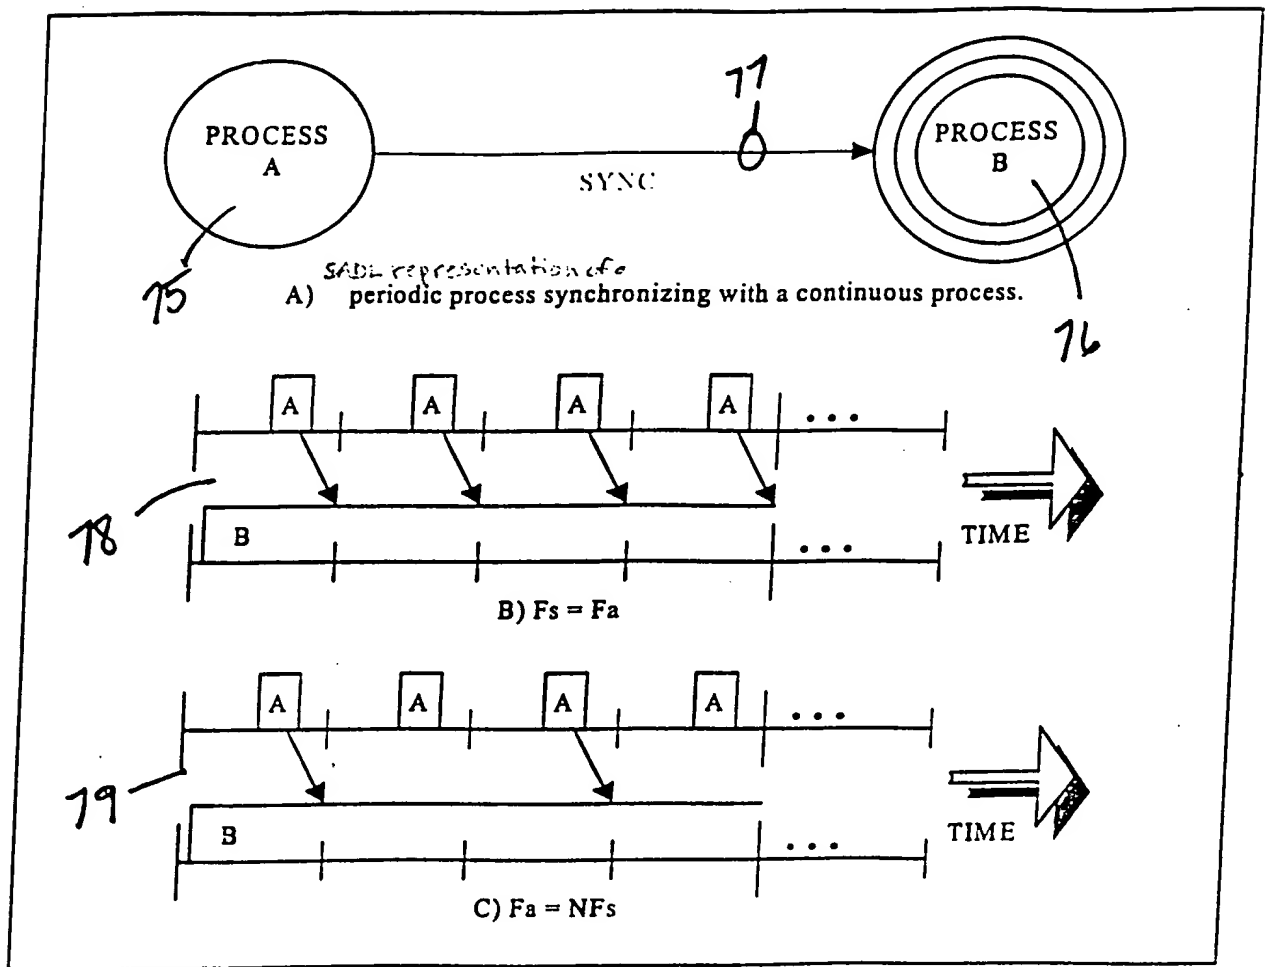 77
PROCESS
A
PROCESS
B
SYNC
75
SADL representation of a
A) periodic process synchronizing with a continuous process.
76
A A A A ...
78
B
...
TIME
B) Fs = Fa
A A A A ...
79
B
...
TIME
C) Fa = NFs